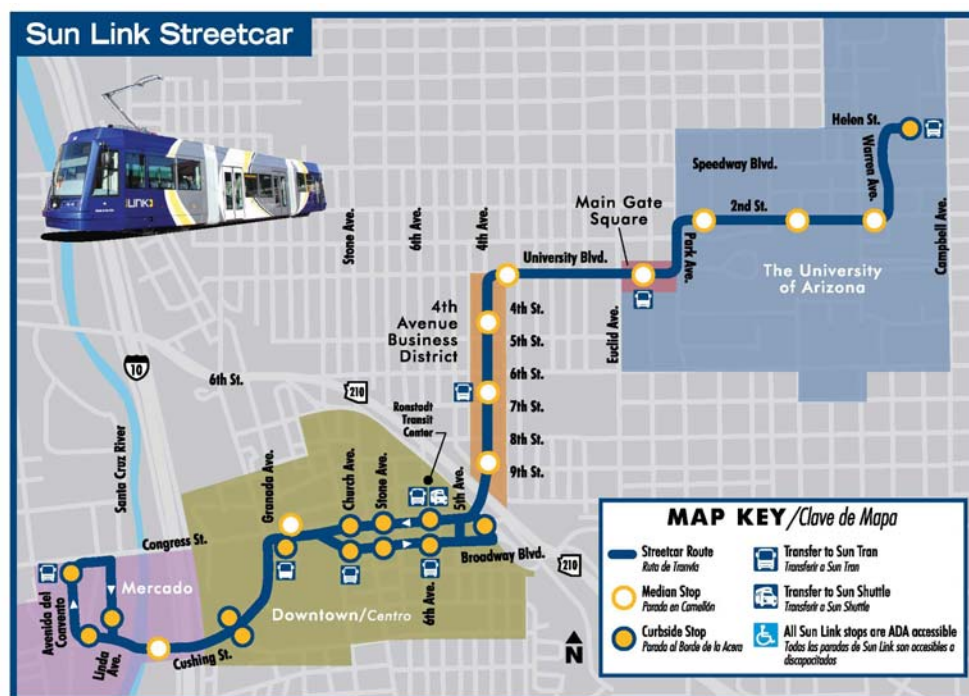 Sun Link Streetcar
LINK
Helen St.
Speedway Blvd.
Warren Ave.
Main Gate
Square
2nd St.
Campbell Ave.
Stone Ave.
6th Ave.
4th Ave.
University Blvd.
Park Ave.
The University
of Arizona
Euclid Ave.
4th
Avenue
Business
District
4th St.
5th St.
6th St.
7th St.
8th St.
9th St.
10
6th St.
210
Ronstadt
Transit
Center
Santa Cruz River
Granada Ave.
Church Ave.
Stone Ave.
5th Ave.
Congress St.
Broadway Blvd.
210
Mercado
Avenida del
Convento
Linda
Ave.
Cushing St.
Downtown/Centro
6th Ave.
N
MAP KEY/Clave de Mapa
Streetcar Route
Ruta de Tranvía
Median Stop
Parada en Camellón
Curbside Stop
Parada al Borde de la Acera
Transfer to Sun Tran
Transferir a Sun Tran
Transfer to Sun Shuttle
Transferir a Sun Shuttle
All Sun Link stops are ADA accessible
Todas las paradas de Sun Link son accesibles a
discapacitados